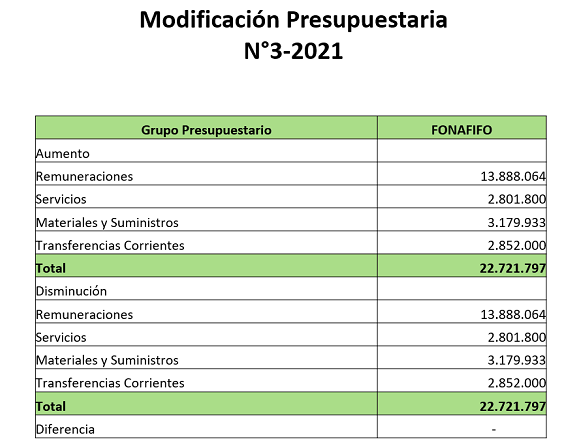 Modificación Presupuestaria
N°3-2021
Grupo Presupuestario FONAFIFO
Aumento
Remuneraciones 13.888.064
Servicios 2.801.800
Materiales y Suministros 3.179.933
Transferencias Corrientes 2.852.000
Total 22.721.797
Disminución
Remuneraciones 13.888.064
Servicios 2.801.800
Materiales y Suministros 3.179.933
Transferencias Corrientes 2.852.000
Total 22.721.797
Diferencia -